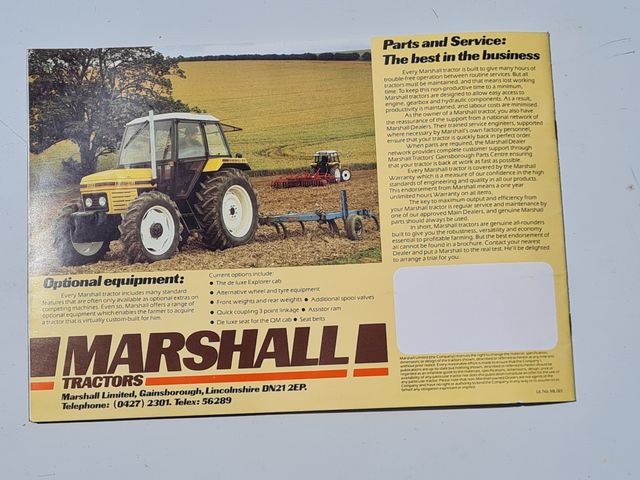 Parts and Service:
The best in the business
Every Marshall tractor is built to give many hours of
trouble-free operation between routine services. But all
tractors must be maintained, and that means lost working
time. To keep this non-productive time to a minimum,
Marshall tractors are designed to allow easy access to
engine, gearbox and hydraulic components. As a result,
productivity is maintained, and labour costs are minimised.
As the owner of a Marshall tractor, you also have
the reassurance of the support from a national network of
Marshall Dealers. Their trained service engineers, supported
where necessary by Marshall's own factory personnel,
ensure that your tractor is quickly back in perfect order.
When parts are required, the Marshall Dealer
network provides complete customer support through
Marshall Tractors' Gainsborough Parts Centre ensuring
that your tractor is back at work as fast as possible.
Every Marshall tractor is covered by the Marshall
Warranty which is a measure of our confidence in the high
standards of engineering and quality in all our products.
This endorsement from Marshall means a one year
unlimited hours Warranty on all items.
The key to maximum output and efficiency from
your Marshall tractor is regular service and maintenance by
one of our approved Main Dealers, and genuine Marshall
parts should always be used.
In short, Marshall tractors are genuine all-rounders
built to give you the robustness, versatility and economy
essential to profitable farming. But the best endorsement of
all cannot be found in a brochure. Contact your nearest
Dealer and put a Marshall to the real test. He'll be delighted
to arrange a trial for you.
Optional equipment:
Every Marshall tractor includes many standard
features that are often only available as optional extras on
competing machines. Even so, Marshall offers a range of
optional equipment which enables the farmer to acquire
a tractor that is virtually custom-built for him.
Current options include:
• The de luxe Explorer cab
• Alternative wheel and tyre equipment
• Front weights and rear weights • Additional spool valves
• Quick coupling 3 point linkage • Assistor ram
• De luxe seat for the QM cab • Seat belts
MARSHALL
TRACTORS
Marshall Limited, Gainsborough, Lincolnshire DN21 2EP.
Telephone: (0427) 2301. Telex: 56289